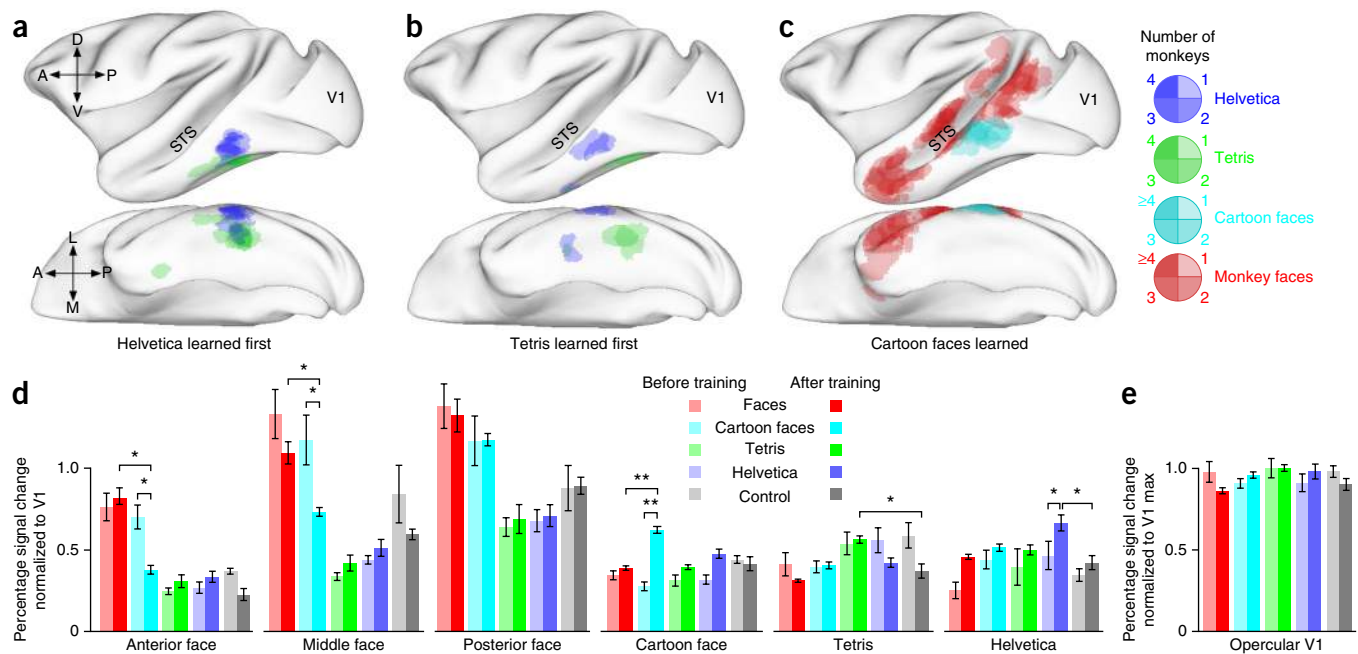 a
D
A
P
V
STS
V1
L
A
P
M
Helvetica learned first
b
STS
V1
Tetris learned first
c
STS
V1
Cartoon faces learned
Number of
monkeys
4 1
Helvetica
3 2
4 1
Tetris
3 2
≥4 1
Cartoon faces
3 2
≥4 1
Monkey faces
3 2
d
Percentage signal change
normalized to V1
1.0
0.5
0
* *
* *
** **
*
* *
Before training After training
Faces
Cartoon faces
Tetris
Helvetica
Control
Anterior face Middle face Posterior face Cartoon face Tetris Helvetica
e
Percentage signal change
normalized to V1 max
1.0
0.5
0
Opercular V1